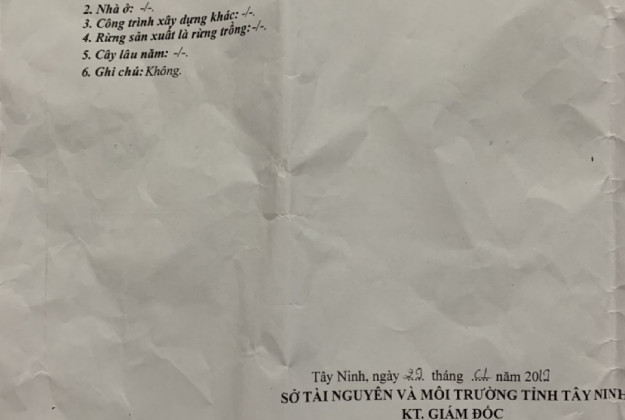 2. Nhà ở: -/-.
3. Công trình xây dựng khác: -/-.
4. Rừng sản xuất là rừng trồng: -/-.
5. Cây lâu năm: -/-.
6. Ghi chú: Không.
Tây Ninh, ngày tháng năm 2019
SỞ TÀI NGUYÊN VÀ MÔI TRƯỜNG TỈNH TÂY NINH
KT. GIÁM ĐỐC